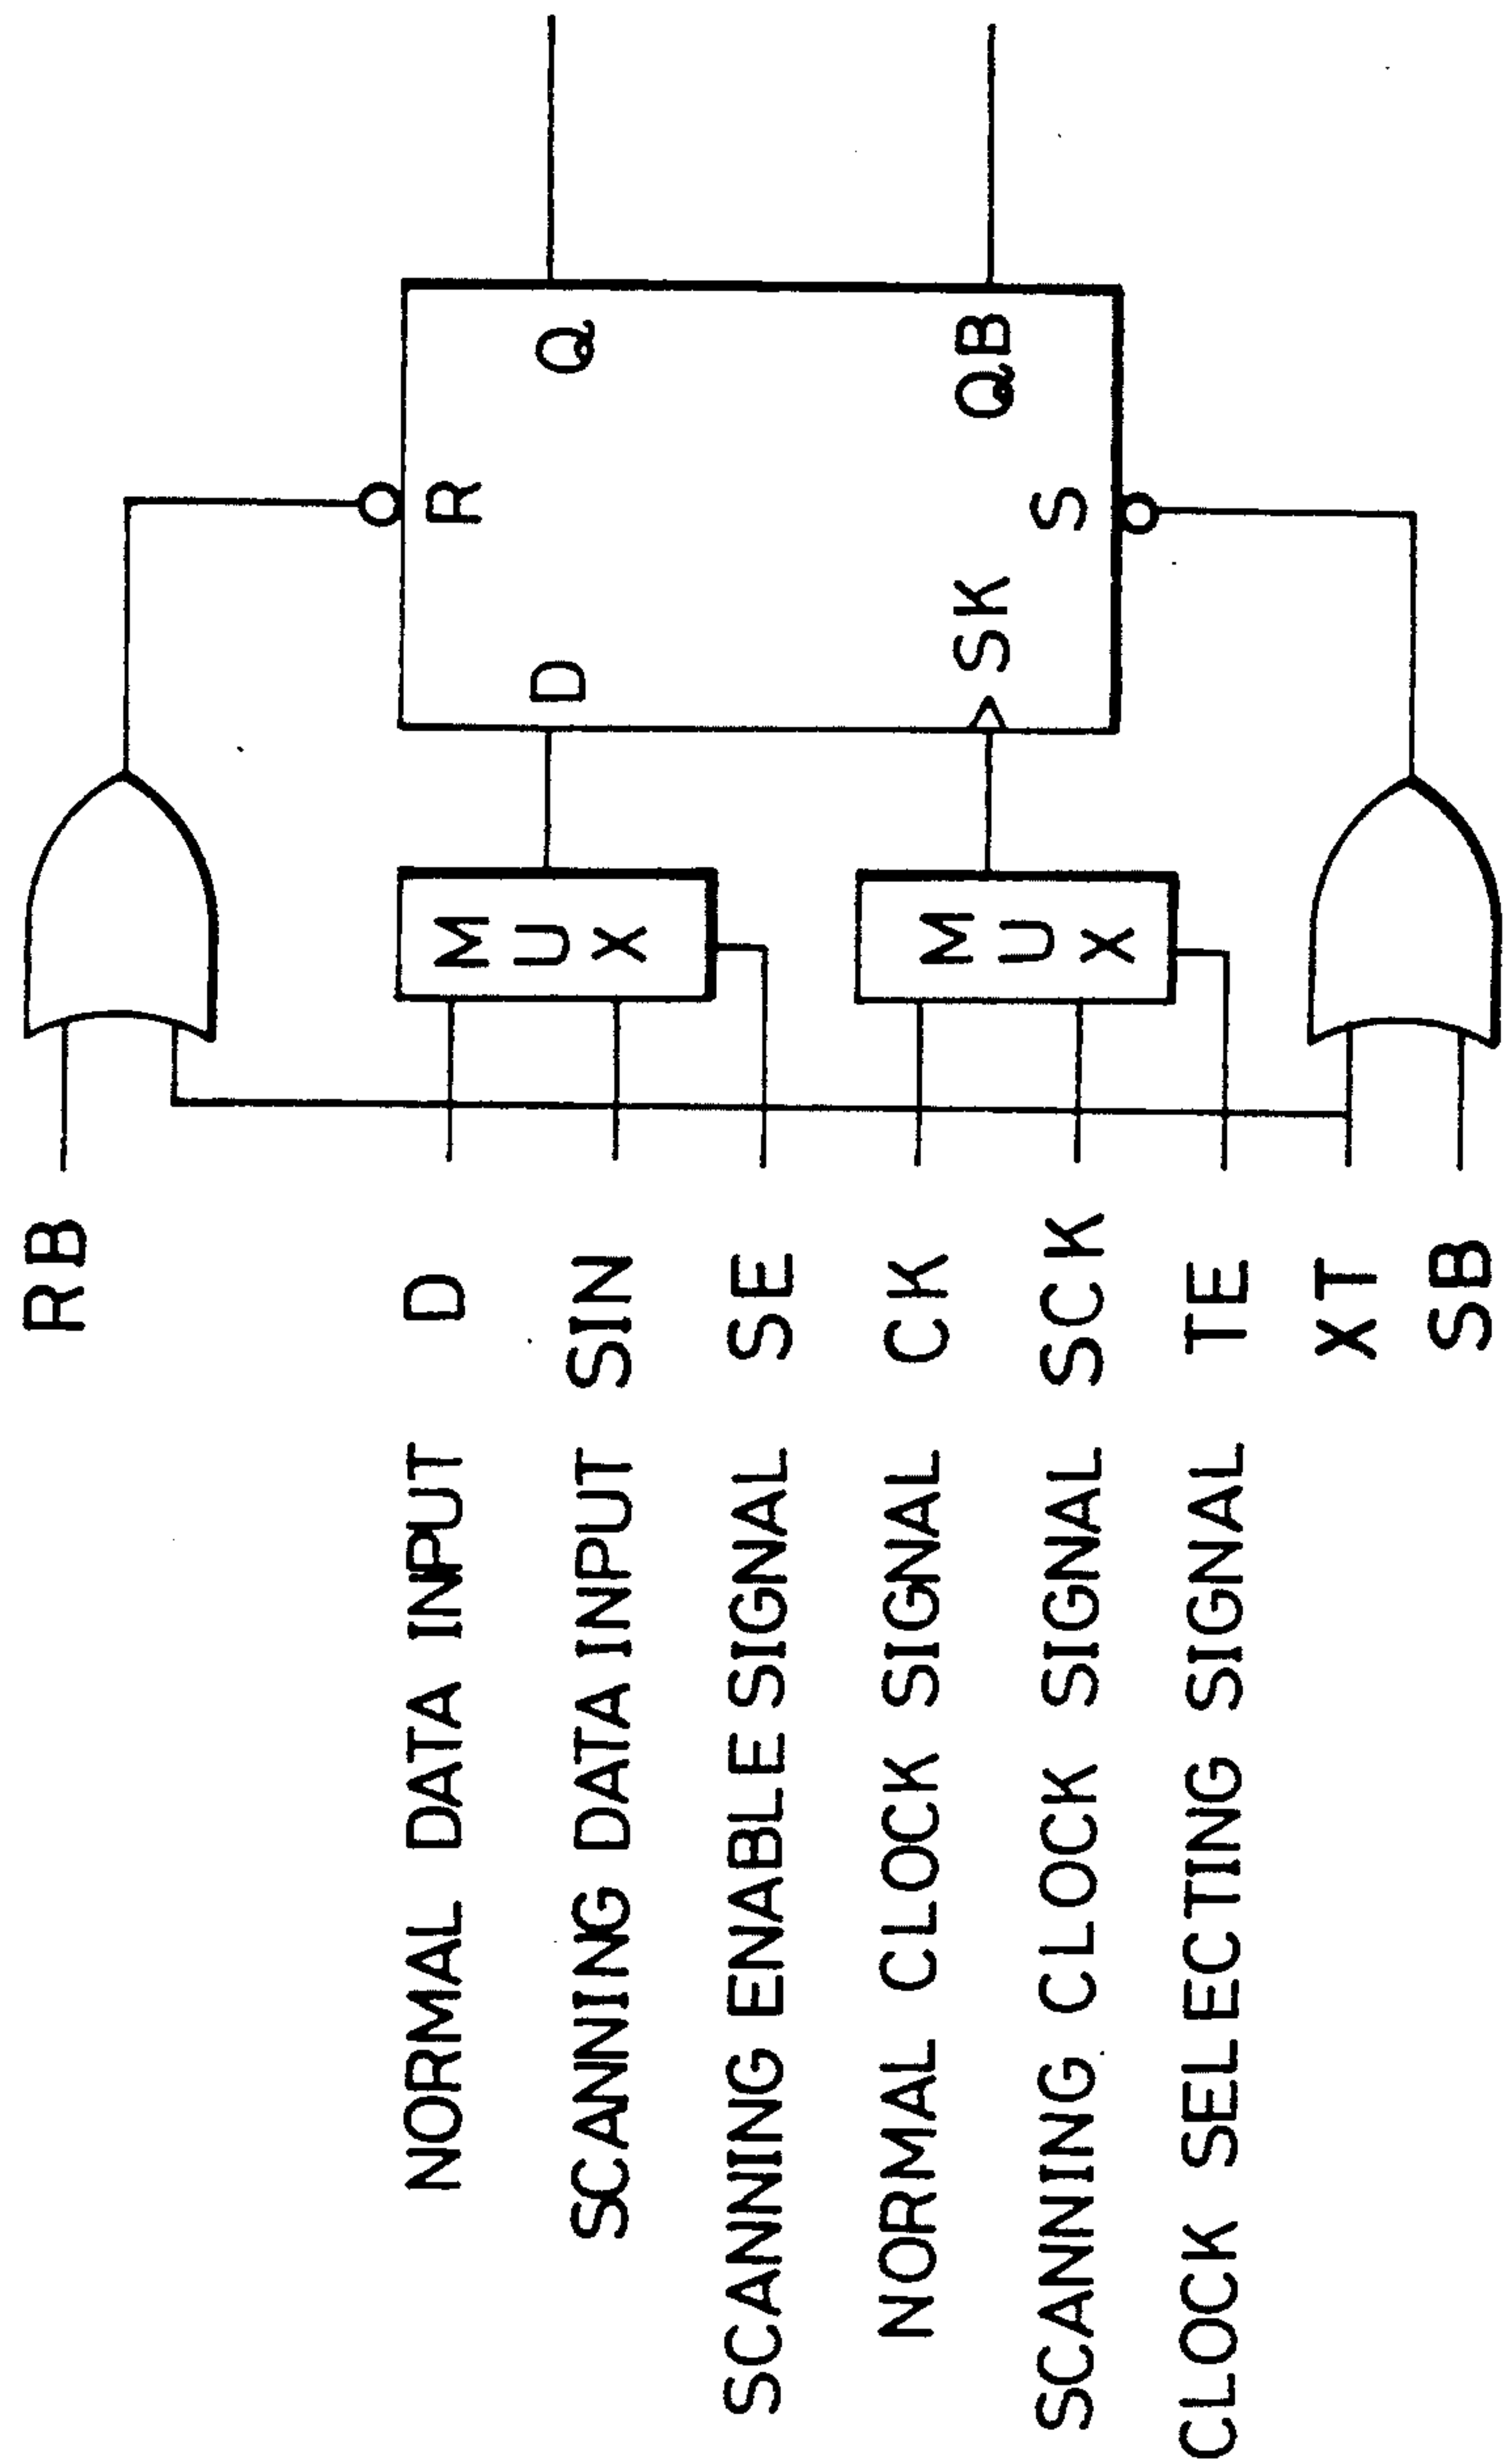 RB
NORMAL DATA INPUT D
SCANNING DATA INPUT SIN
SCANNING ENABLE SIGNAL SE
NORMAL CLOCK SIGNAL CK
SCANNING CLOCK SIGNAL SCK
CLOCK SELECTING SIGNAL TE
XT
SB
MUX
MUX
R
D Q
SK QB
S